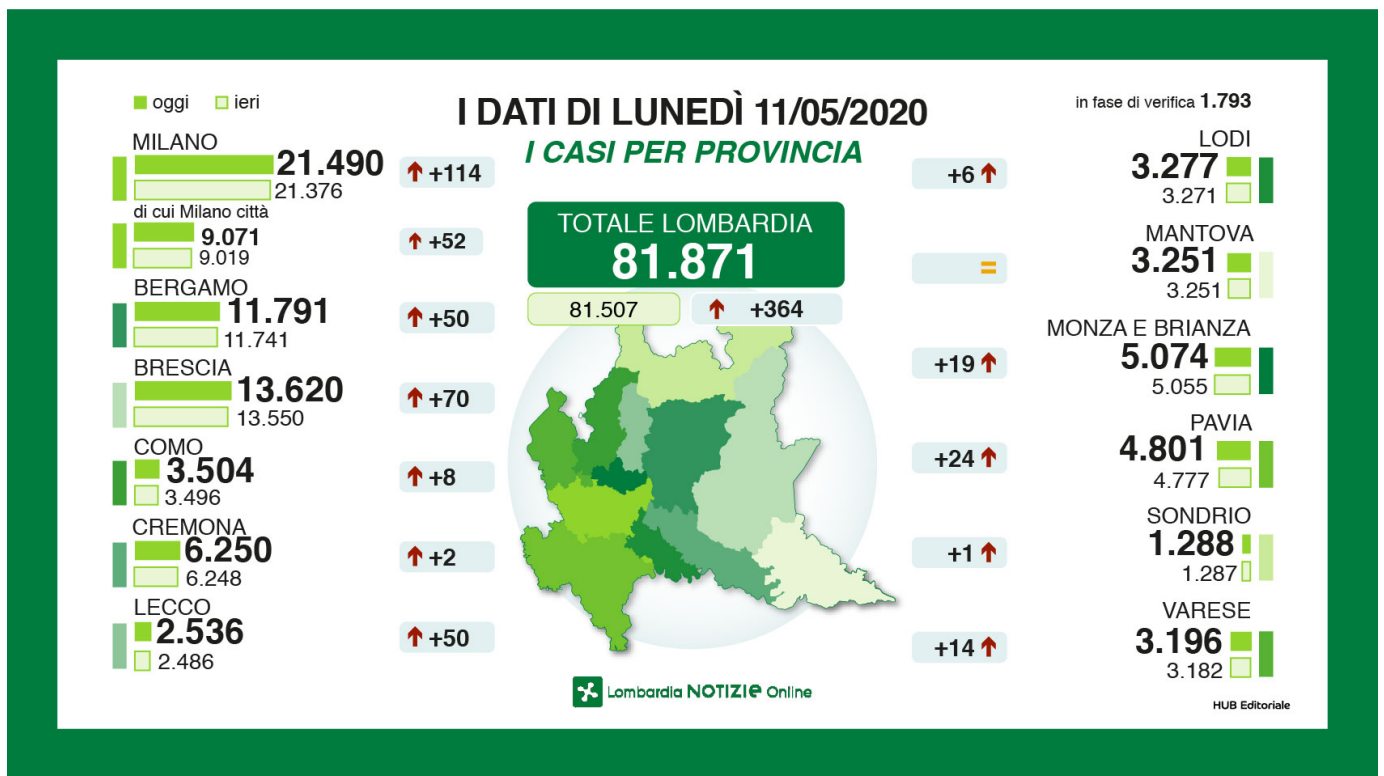 oggi ieri
I DATI DI LUNEDÌ 11/05/2020
I CASI PER PROVINCIA
in fase di verifica 1.793
MILANO
21.490
21.376
+114
di cui Milano città
9.071
9.019
+52
BERGAMO
11.791
11.741
+50
BRESCIA
13.620
13.550
+70
COMO
3.504
3.496
+8
CREMONA
6.250
6.248
+2
LECCO
2.536
2.486
+50
TOTALE LOMBARDIA
81.871
81.507
+364
LODI
3.277
3.271
+6
MANTOVA
3.251
3.251
=
MONZA E BRIANZA
5.074
5.055
+19
PAVIA
4.801
4.777
+24
SONDRIO
1.288
1.287
+1
VARESE
3.196
3.182
+14
Lombardia NOTIZIE Online
HUB Editoriale